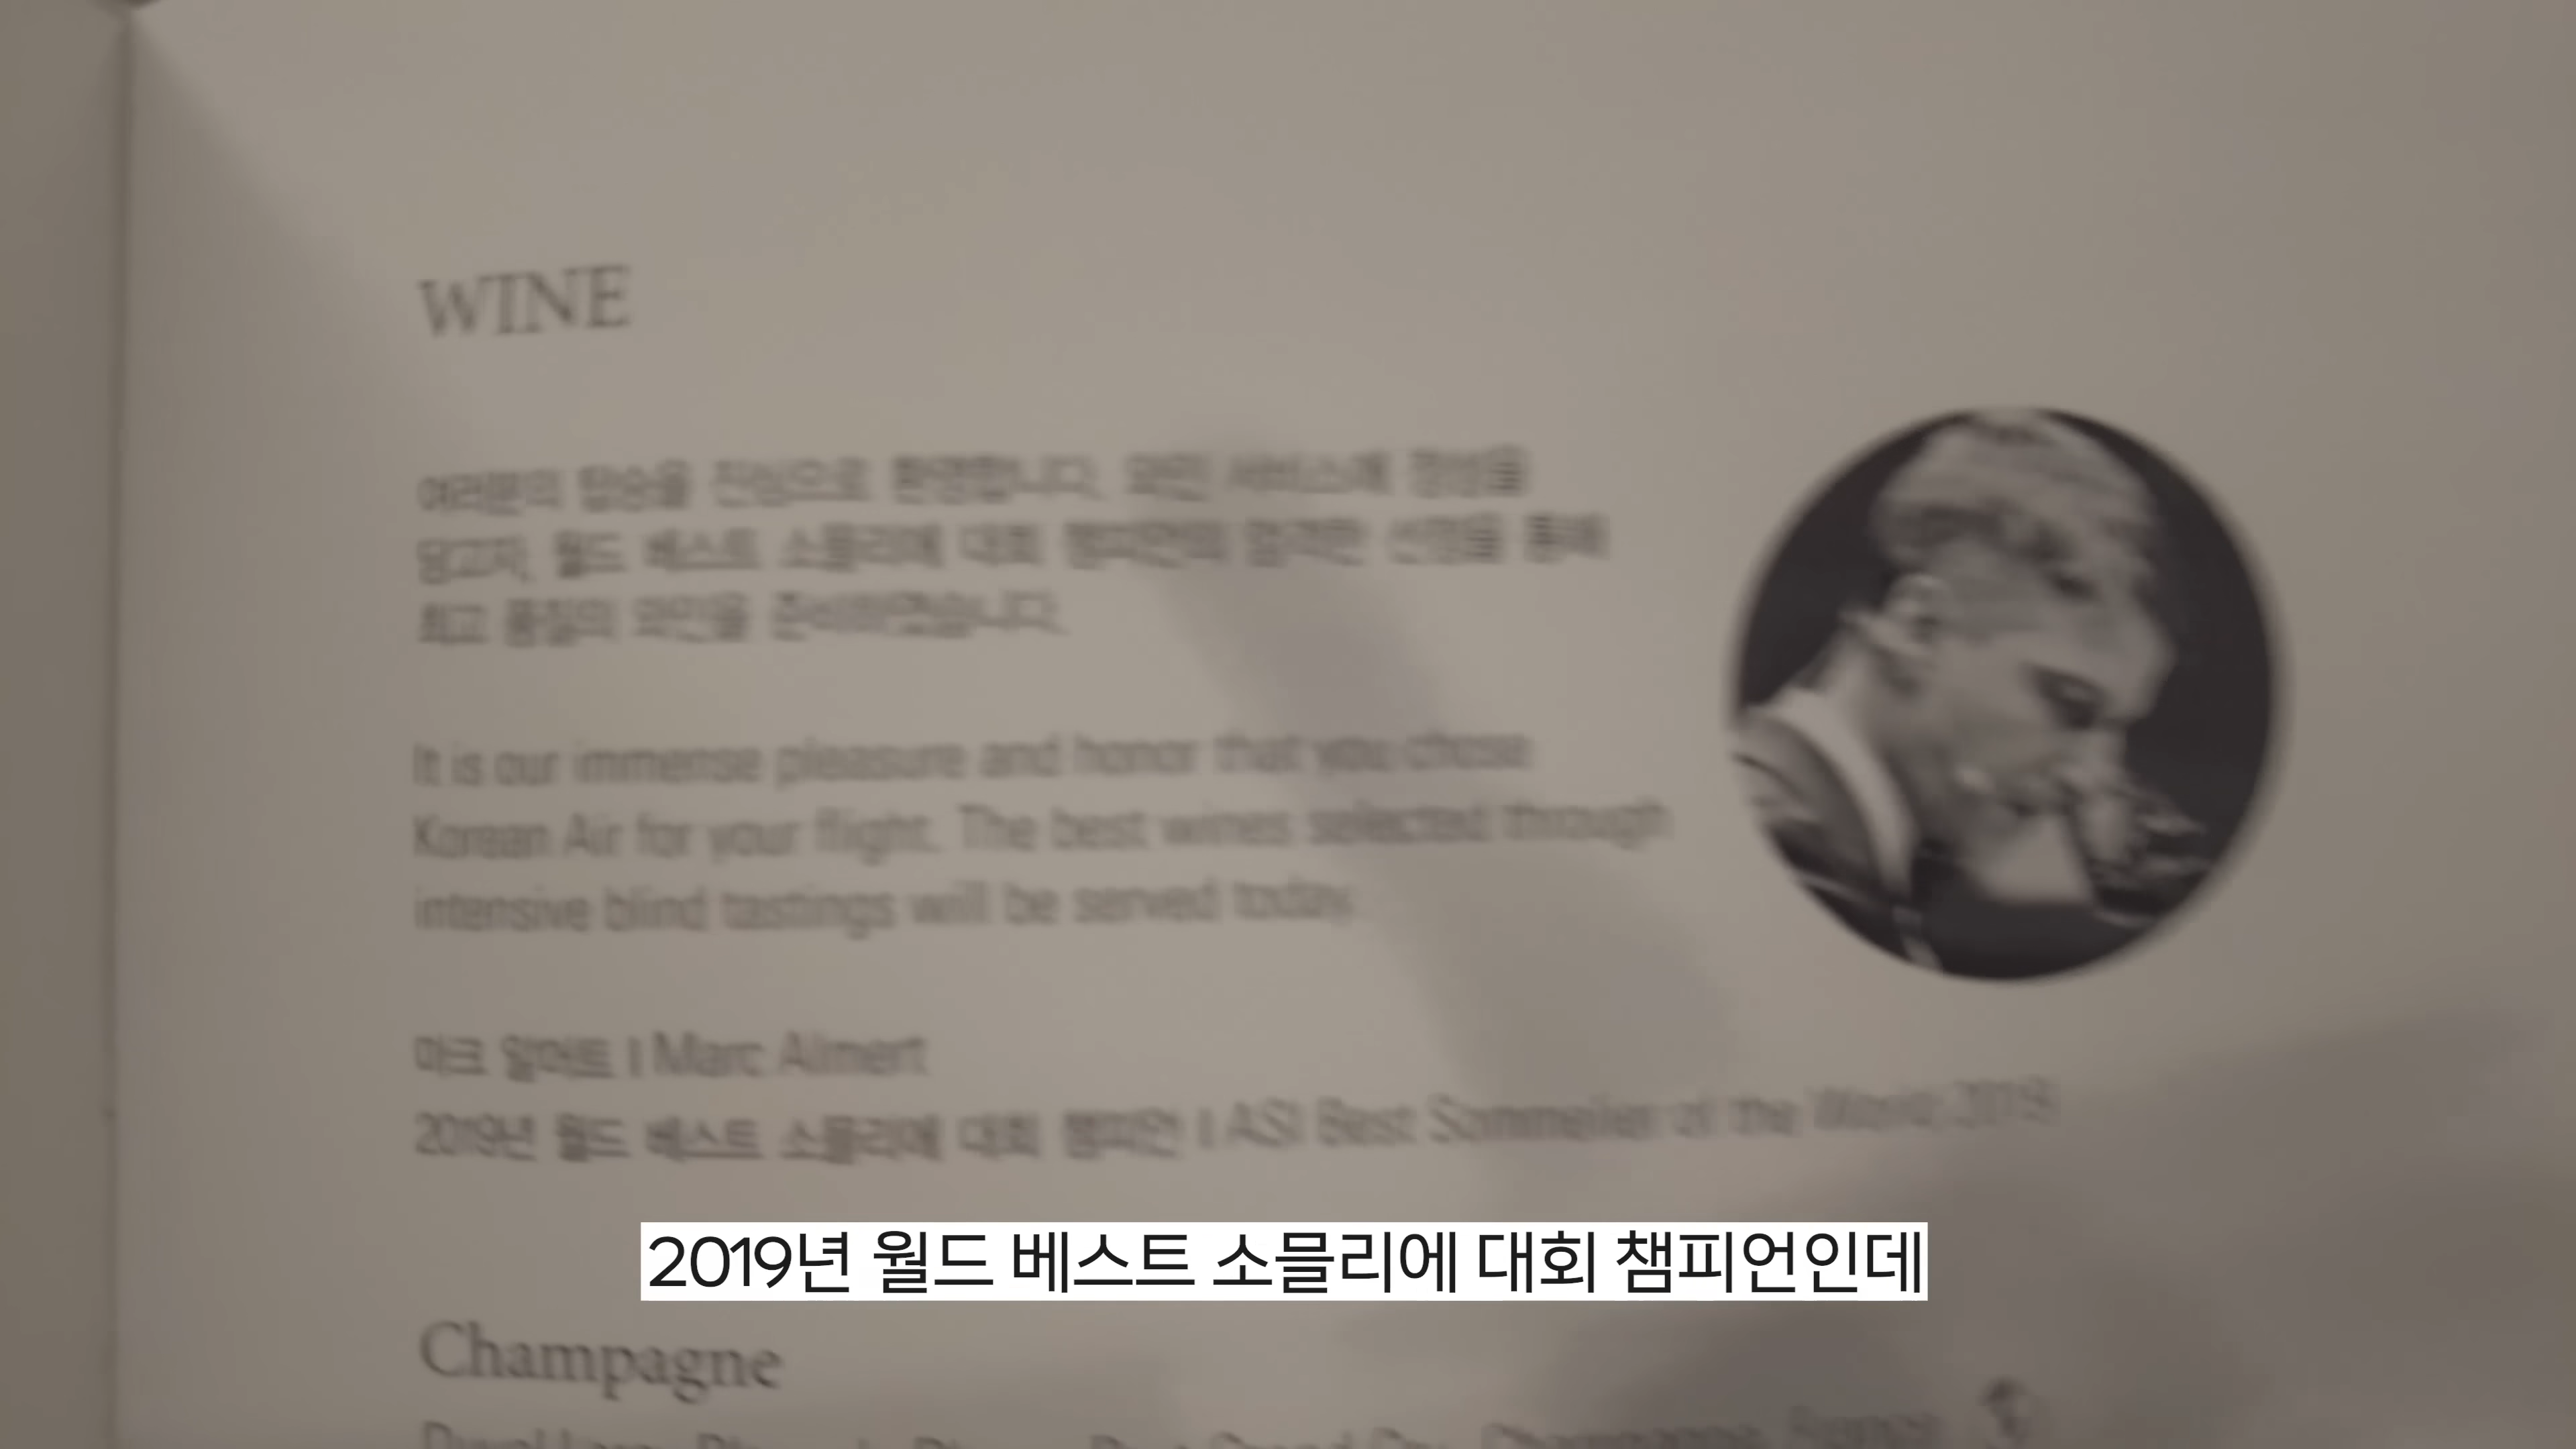 WINE
여러분의 탑승을 진심으로 환영합니다. 와인 서비스에 정성을
담고자, 월드 베스트 소믈리에 대회 챔피언의 엄격한 선정을 통해
최고 품질의 와인을 준비하였습니다.
It is our immense pleasure and honor that you chose
Korean Air for your flight. The best wines selected through
intensive blind tastings will be served today.
마크 알머트 | Marc Almert
2019년 월드 베스트 소믈리에 대회 챔피언 | ASI Best Sommelier of the World 2019
2019년 월드 베스트 소믈리에 대회 챔피언인데
Champagne
Champagne, France